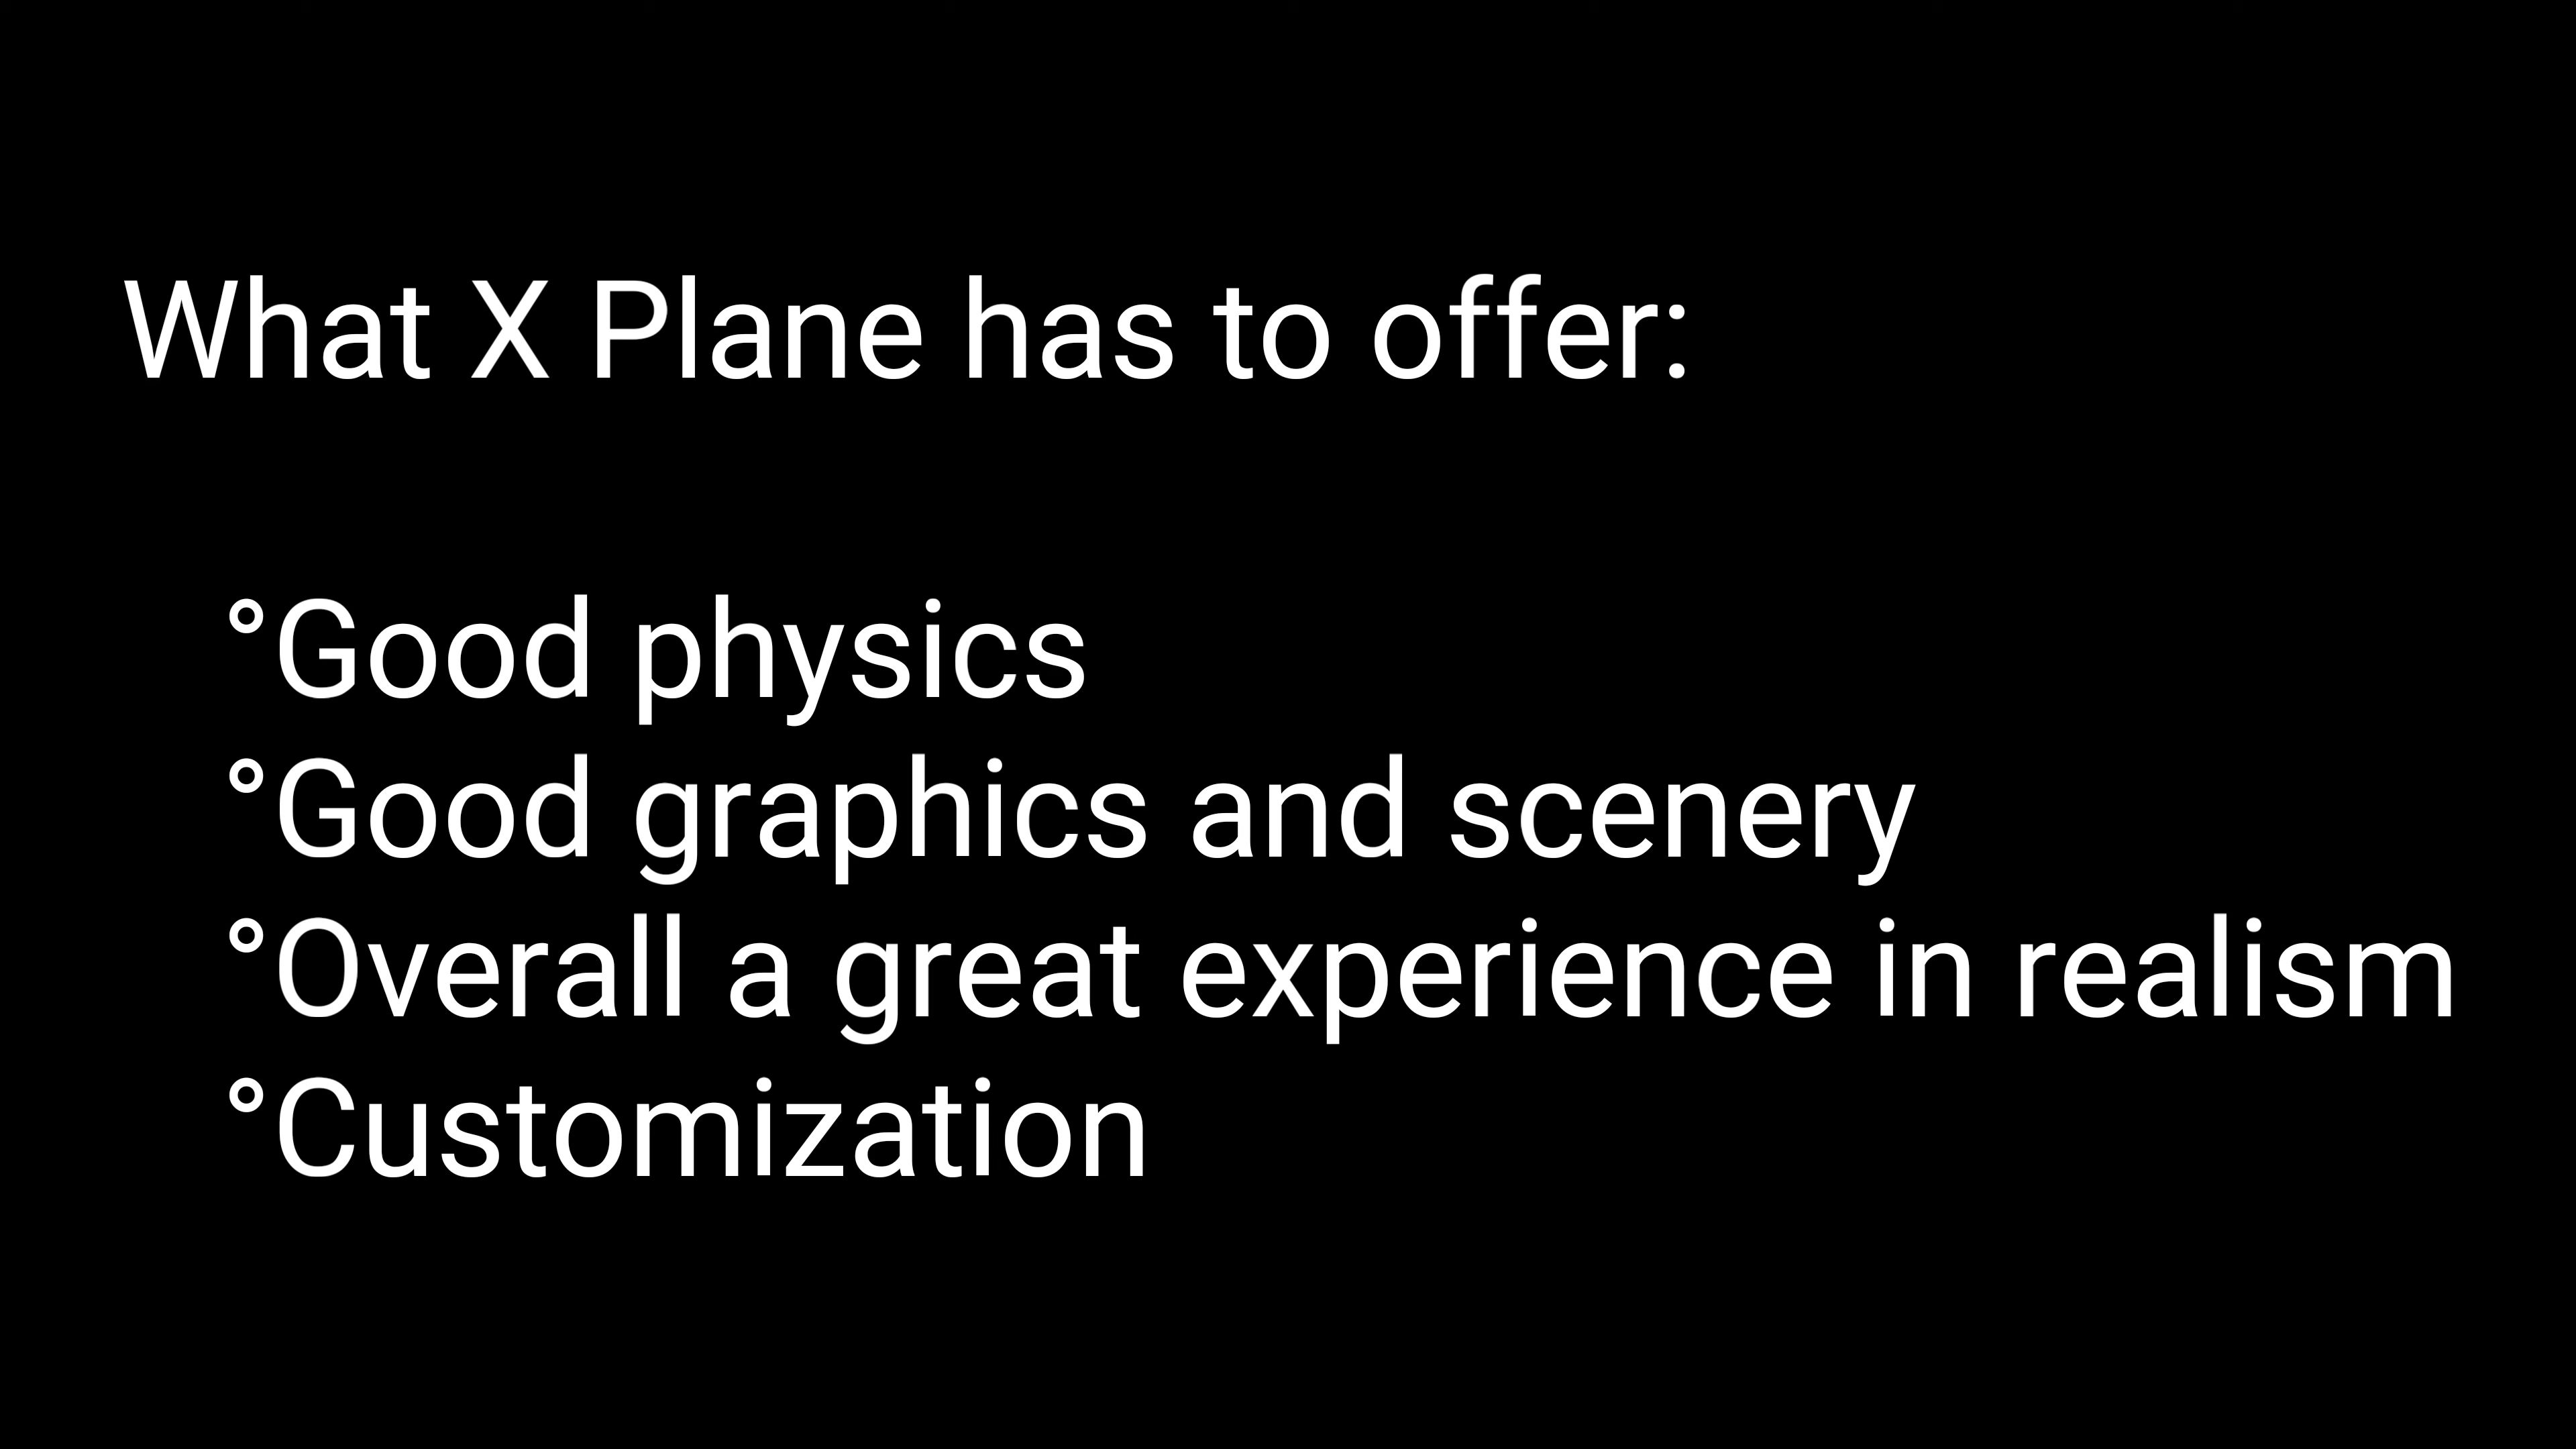 What X Plane has to offer:
°Good physics
°Good graphics and scenery
°Overall a great experience in realism
°Customization